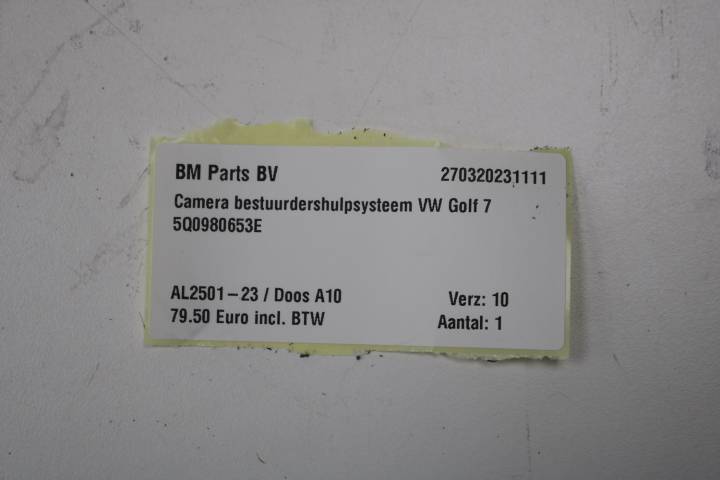 BM Parts BV 270320231111
Camera bestuurdershulpsysteem VW Golf 7
5Q0980653E
AL2501-23 / Doos A10 Verz: 10
79.50 Euro incl. BTW Aantal: 1